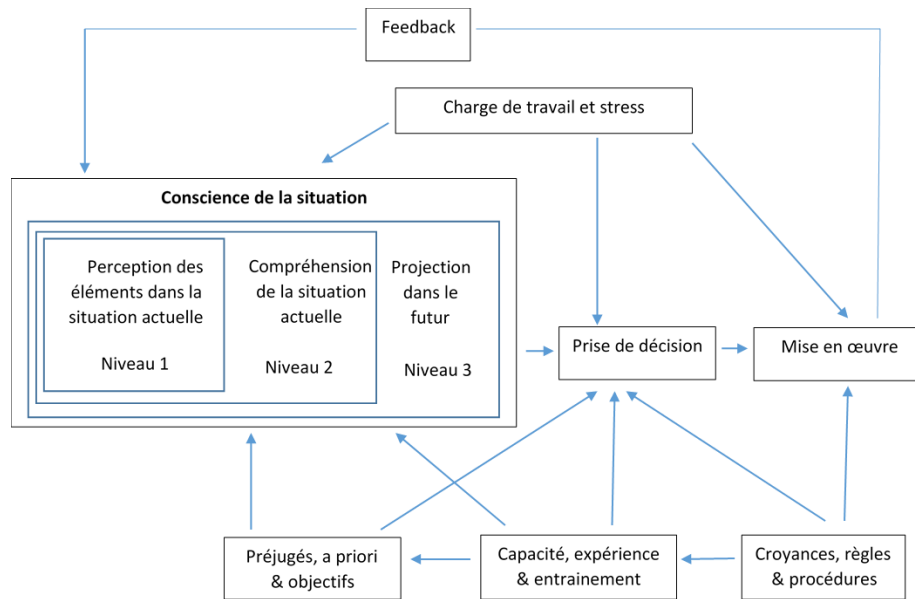 Feedback
Charge de travail et stress
Conscience de la situation
Perception des
éléments dans la
situation actuelle
Niveau 1
Compréhension
de la situation
actuelle
Niveau 2
Projection
dans le
futur
Niveau 3
Prise de décision
Mise en œuvre
Préjugés, a priori
& objectifs
Capacité, expérience
& entrainement
Croyances, règles
& procédures